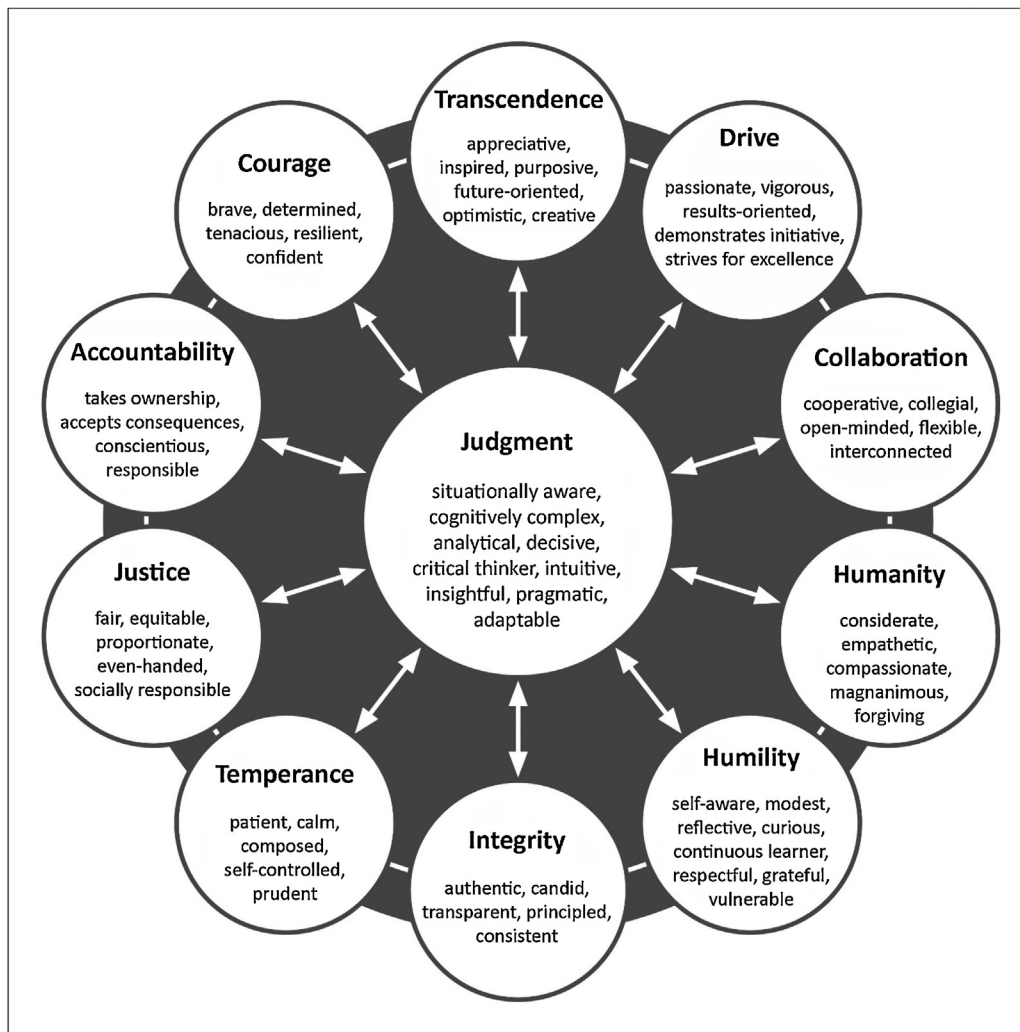 Transcendence
appreciative,
inspired, purposive,
future-oriented,
optimistic, creative
Drive
passionate, vigorous,
results-oriented,
demonstrates initiative,
strives for excellence
Collaboration
cooperative, collegial,
open-minded, flexible,
interconnected
Humanity
considerate,
empathetic,
compassionate,
magnanimous,
forgiving
Humility
self-aware, modest,
reflective, curious,
continuous learner,
respectful, grateful,
vulnerable
Integrity
authentic, candid,
transparent, principled,
consistent
Temperance
patient, calm,
composed,
self-controlled,
prudent
Justice
fair, equitable,
proportionate,
even-handed,
socially responsible
Accountability
takes ownership,
accepts consequences,
conscientious,
responsible
Courage
brave, determined,
tenacious, resilient,
confident
Judgment
situationally aware,
cognitively complex,
analytical, decisive,
critical thinker, intuitive,
insightful, pragmatic,
adaptable